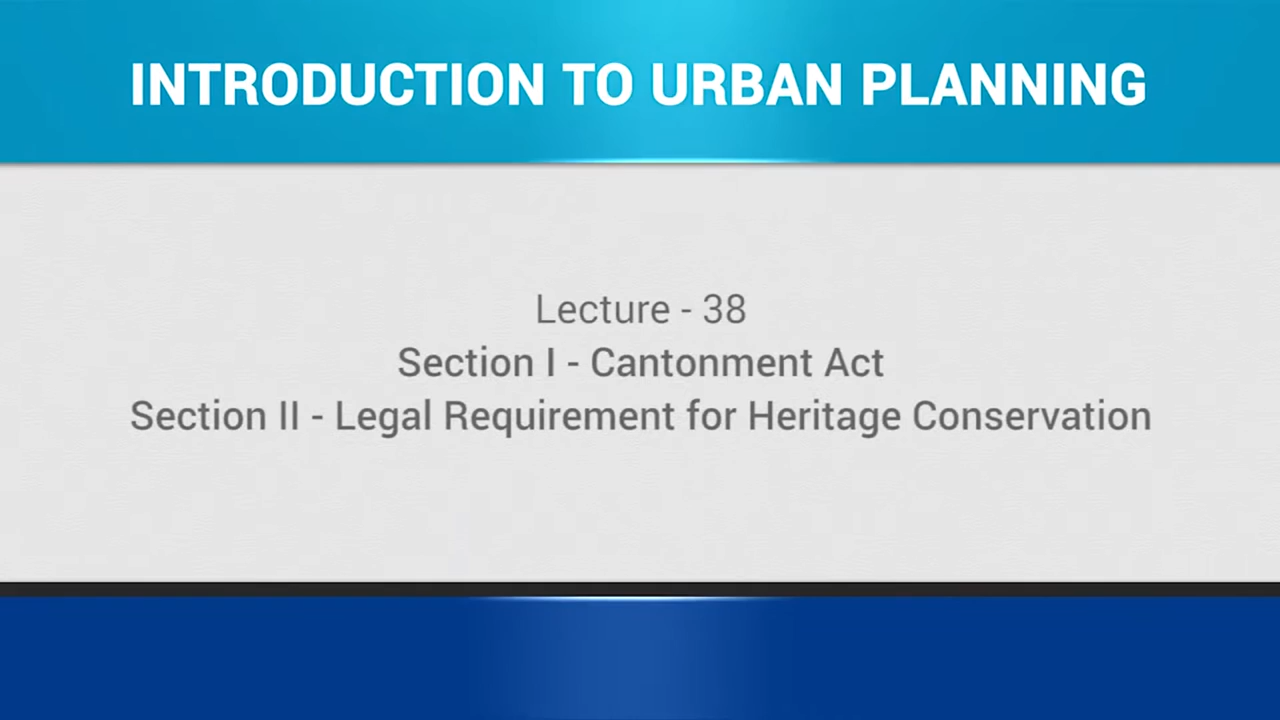 INTRODUCTION TO URBAN PLANNING
Lecture - 38
Section I - Cantonment Act
Section II - Legal Requirement for Heritage Conservation